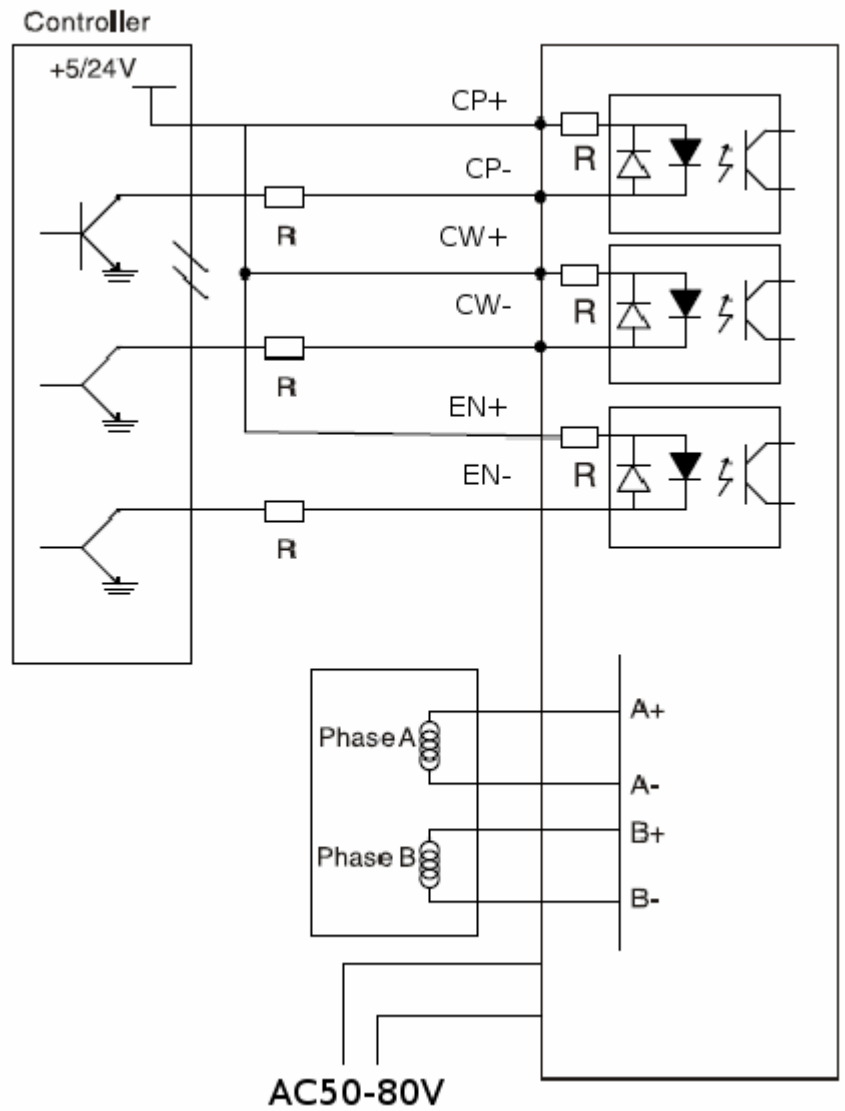 Controller
+5/24V
CP+
R
CP-
R
CW+
R
CW-
R
EN+
R
EN-
R
Phase A
A+
A-
Phase B
B+
B-
AC50-80V